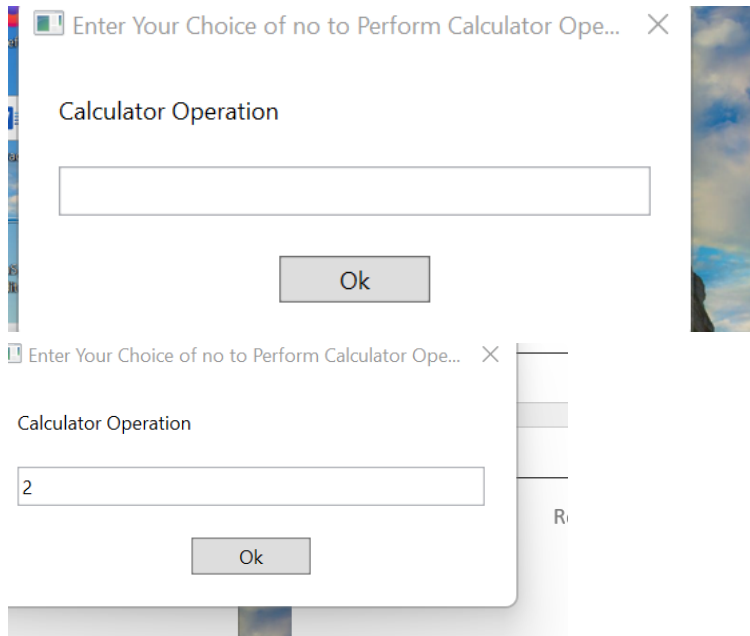 Enter Your Choice of no to Perform Calculator Ope...
Calculator Operation
Ok
Enter Your Choice of no to Perform Calculator Ope...
Calculator Operation
2
Ok